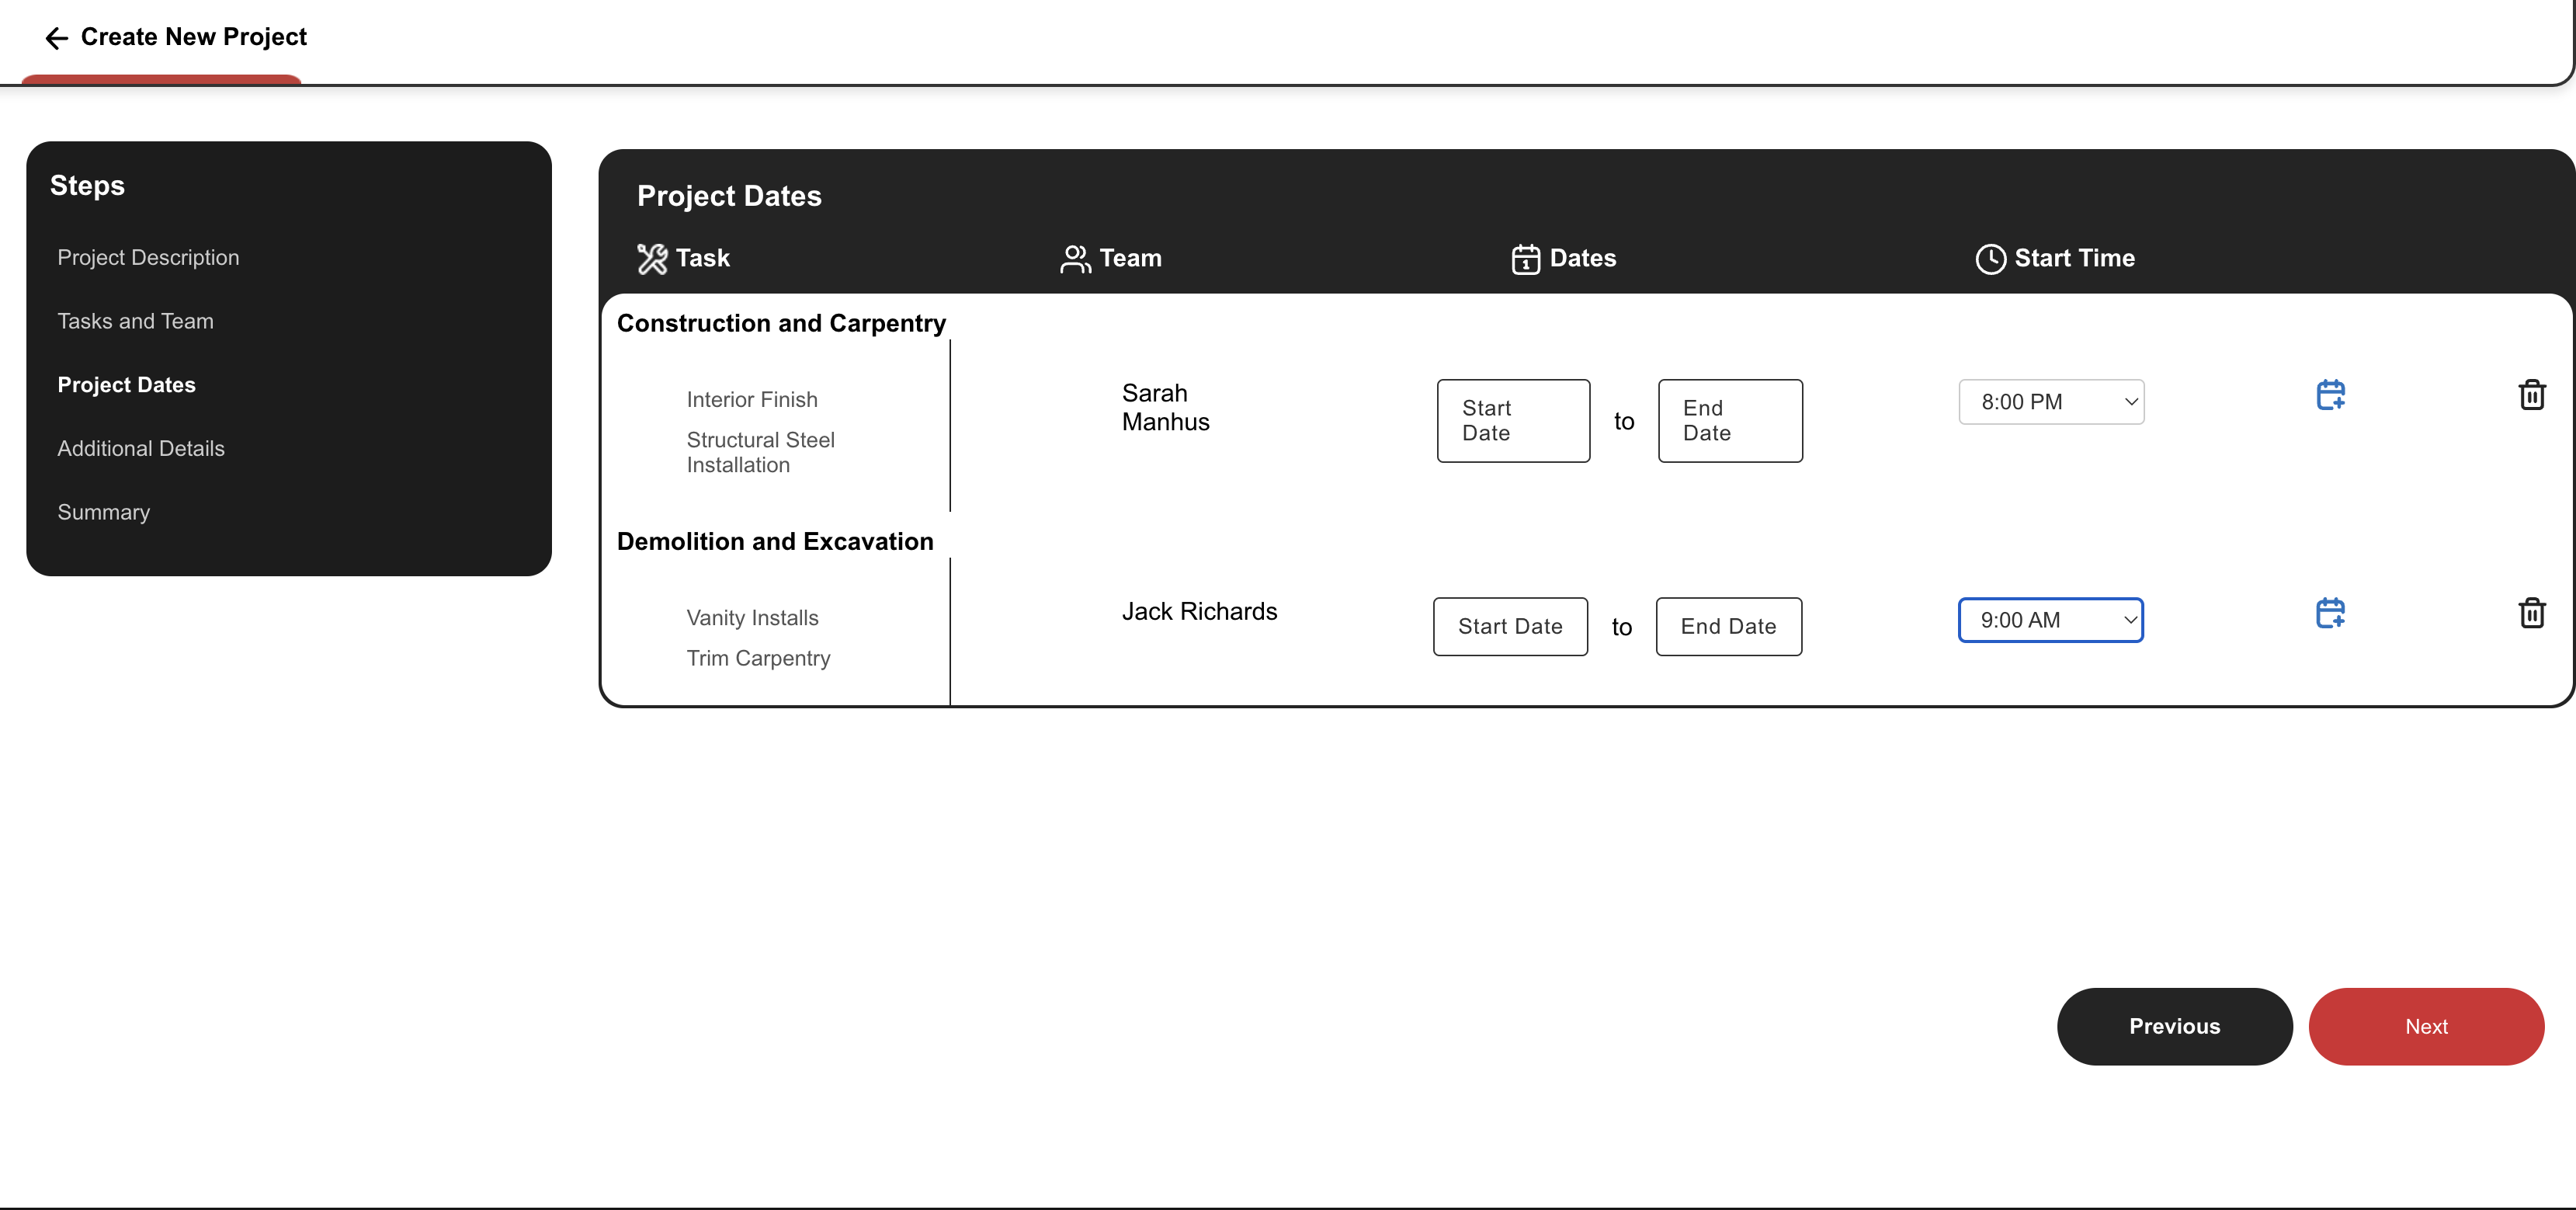 Create New Project
Steps
Project Description
Tasks and Team
Project Dates
Additional Details
Summary
Project Dates
Task
Team
1
Dates
Start Time
Construction and Carpentry
Interior Finish
Structural Steel
Installation
Sarah
Manhus
Start
Date
to
End
Date
8:00 PM
Demolition and Excavation
Vanity Installs
Trim Carpentry
Jack Richards
Start Date
to
End Date
9:00 AM
Previous
Next